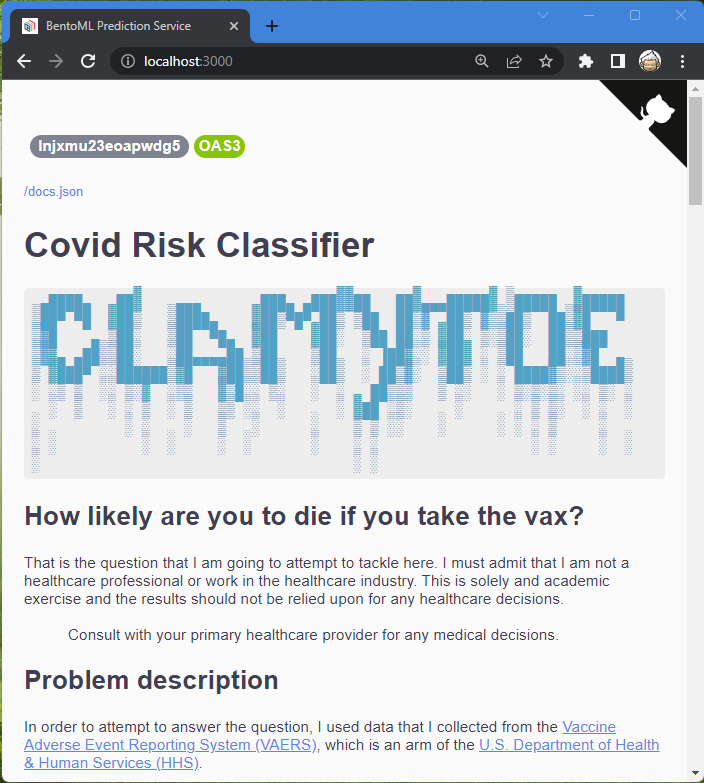 BentoML Prediction Service
localhost:3000
lnjxmu23eoapwdg5 OAS3
/docs.json
Covid Risk Classifier
CLAMYTOE
How likely are you to die if you take the vax?
That is the question that I am going to attempt to tackle here. I must admit that I am not a
healthcare professional or work in the healthcare industry. This is solely and academic
exercise and the results should not be relied upon for any healthcare decisions.
Consult with your primary healthcare provider for any medical decisions.
Problem description
In order to attempt to answer the question, I used data that I collected from the Vaccine
Adverse Event Reporting System (VAERS), which is an arm of the U.S. Department of Health
& Human Services (HHS).